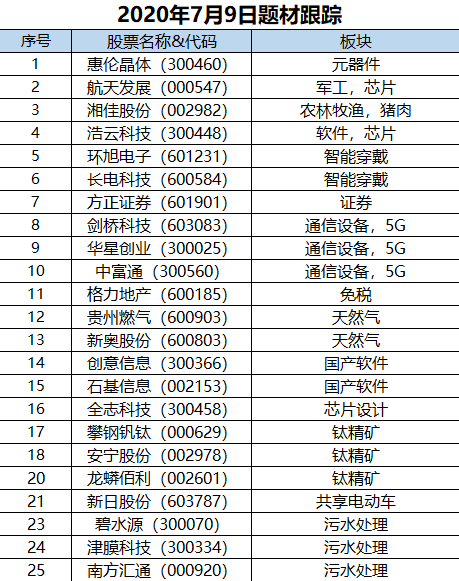 2020年7月9日题材跟踪
序号 股票名称&代码 板块
1 惠伦晶体（300460） 元器件
2 航天发展（000547） 军工，芯片
3 湘佳股份（002982） 农林牧渔，猪肉
4 浩云科技（300448） 软件，芯片
5 环旭电子（601231） 智能穿戴
6 长电科技（600584） 智能穿戴
7 方正证券（601901） 证券
8 剑桥科技（603083） 通信设备，5G
9 华星创业（300025） 通信设备，5G
10 中富通（300560） 通信设备，5G
11 格力地产（600185） 免税
12 贵州燃气（600903） 天然气
13 新奥股份（600803） 天然气
14 创意信息（300366） 国产软件
15 石基信息（002153） 国产软件
16 全志科技（300458） 芯片设计
17 攀钢钒钛（000629） 钛精矿
18 安宁股份（002978） 钛精矿
20 龙蟒佰利（002601） 钛精矿
21 新日股份（603787） 共享电动车
23 碧水源（300070） 污水处理
24 津膜科技（300334） 污水处理
25 南方汇通（000920） 污水处理